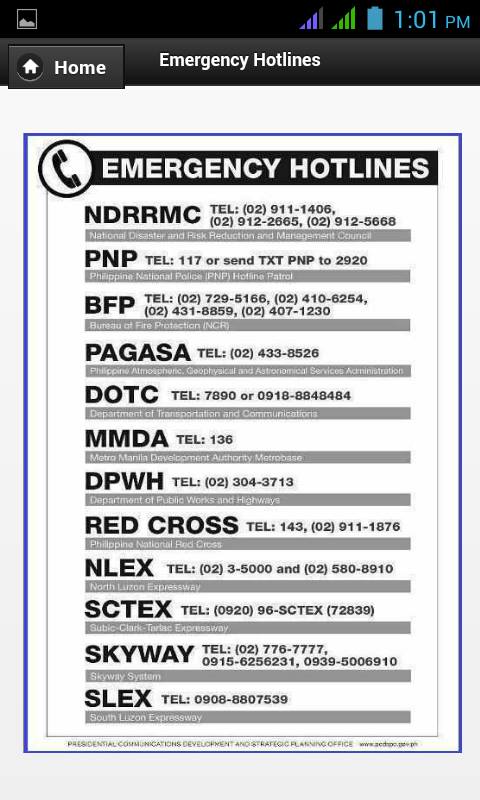 1:01 PM
Home
Emergency Hotlines
EMERGENCY HOTLINES
NDRRMC TEL: (02) 911-1406,
(02) 912-2665, (02) 912-5668
National Disaster and Risk Reduction and Management Council
PNP TEL: 117 or send TXT PNP to 2920
Philippine National Police (PNP) Hotline Patrol
BFP TEL: (02) 729-5166, (02) 410-6254,
(02) 431-8859, (02) 407-1230
Bureau of Fire Protection (NCR)
PAGASA TEL: (02) 433-8526
Philippine Atmospheric, Geophysical and Astronomical Services Administration
DOTC TEL: 7890 or 0918-8848484
Department of Transportation and Communications
MMDA TEL: 136
Metro Manila Development Authority Metrobase
DPWH TEL: (02) 304-3713
Department of Public Works and Highways
RED CROSS TEL: 143, (02) 911-1876
Philippine National Red Cross
NLEX TEL: (02) 3-5000 and (02) 580-8910
North Luzon Expressway
SCTEX TEL: (0920) 96-SCTEX (72839)
Subic-Clark-Tarlac Expressway
SKYWAY TEL: (02) 776-7777,
0915-6256231, 0939-5006910
Skyway System
SLEX TEL: 0908-8807539
South Luzon Expressway
PRESIDENTIAL COMMUNICATIONS DEVELOPMENT AND STRATEGIC PLANNING OFFICE www.pcdspo.gov.ph